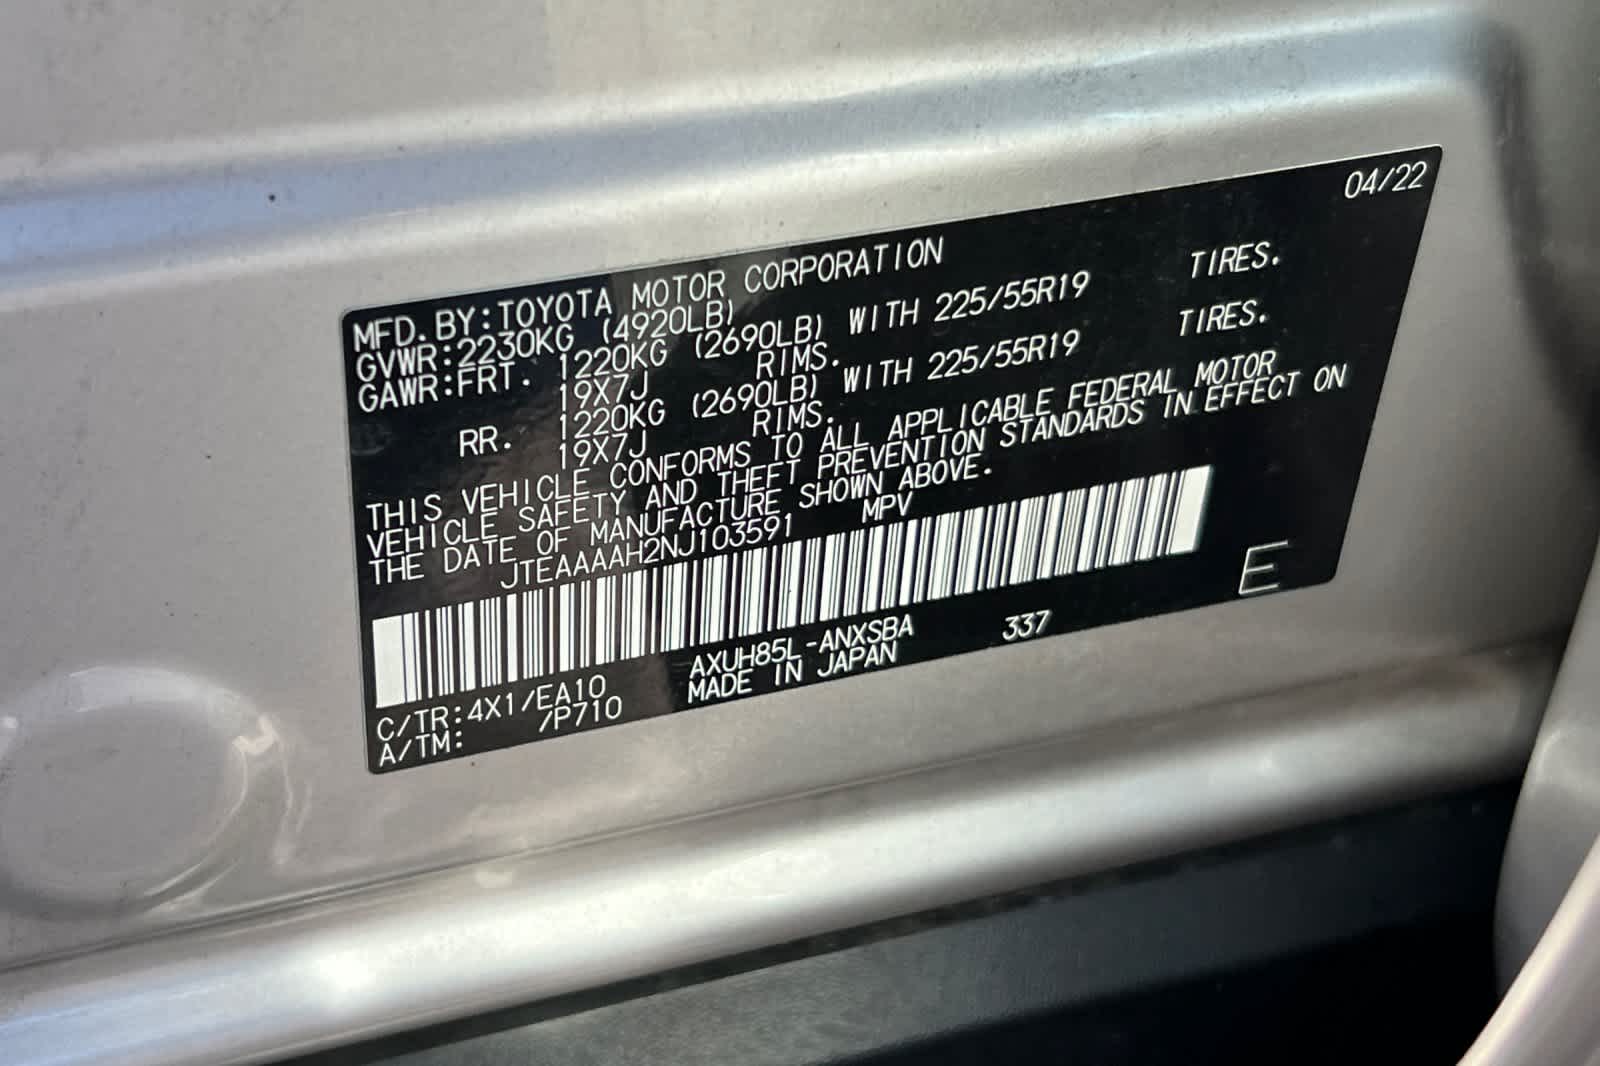 04/22
MFD.BY:TOYOTA MOTOR CORPORATION
GVWR:2230KG (4920LB)
GAWR:FRT. 1220KG (2690LB) WITH 225/55R19 TIRES.
19X7J RIMS.
RR. 1220KG (2690LB) WITH 225/55R19 TIRES.
19X7J RIMS.
THIS VEHICLE CONFORMS TO ALL APPLICABLE FEDERAL MOTOR
VEHICLE SAFETY AND THEFT PREVENTION STANDARDS IN EFFECT ON
THE DATE OF MANUFACTURE SHOWN ABOVE.
JTEAAAAH2NJ103591 MPV
E
C/TR:4X1/EA10 AXUH85L-ANXSBA 337
A/TM: /P710 MADE IN JAPAN